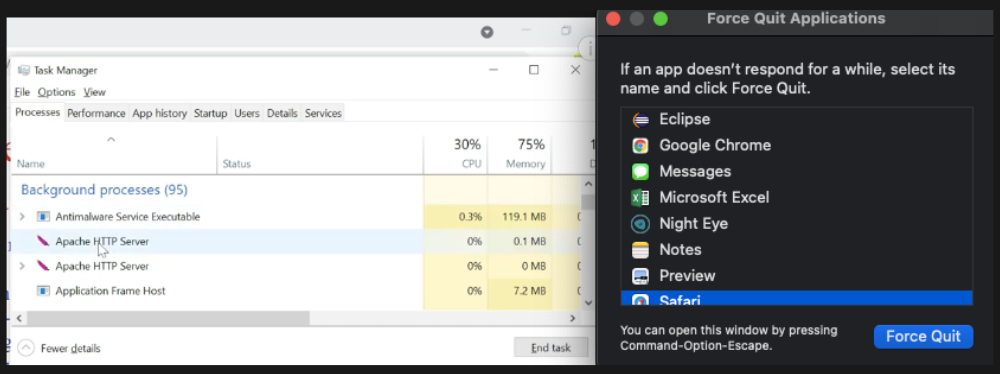 Task Manager
File Options View
Processes Performance App history Startup Users Details Services
30% 75%
Name Status CPU Memory
Background processes (95)
Antimalware Service Executable 0.3% 119.1 MB
Apache HTTP Server 0% 0.1 MB
Apache HTTP Server 0% 0 MB
Application Frame Host 0% 7.2 MB
Fewer details End task
Force Quit Applications
If an app doesn't respond for a while, select its
name and click Force Quit.
Eclipse
Google Chrome
Messages
Microsoft Excel
Night Eye
Notes
Preview
Safari
You can open this window by pressing
Command-Option-Escape.
Force Quit